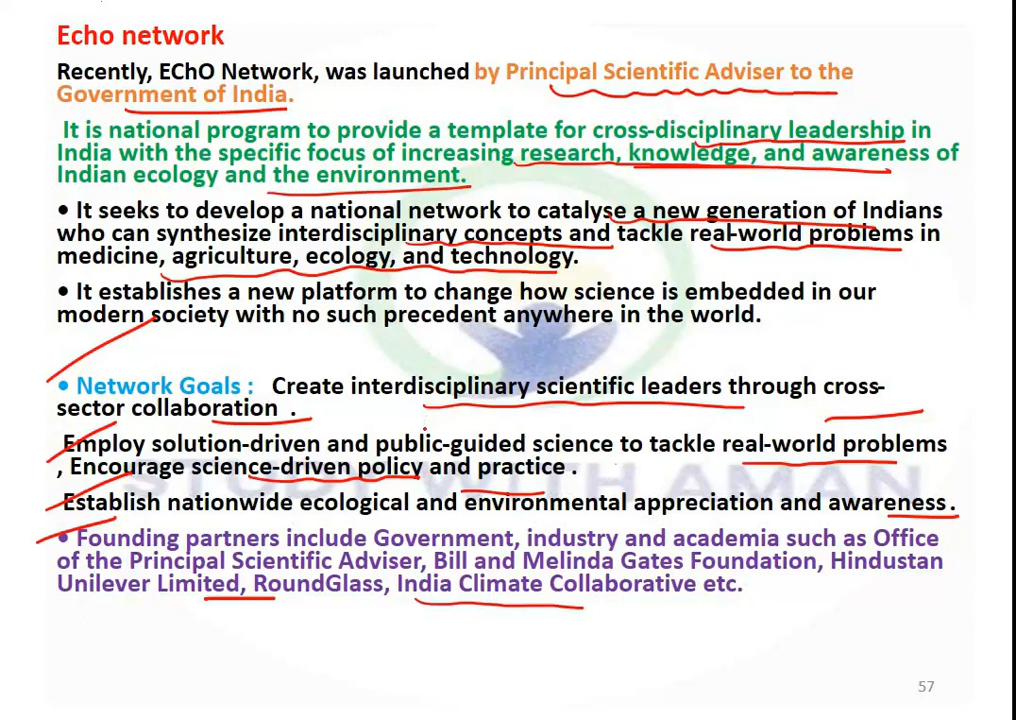 Echo network
Recently, EChO Network, was launched by Principal Scientific Adviser to the
Government of India.
It is national program to provide a template for cross-disciplinary leadership in
India with the specific focus of increasing research, knowledge, and awareness of
Indian ecology and the environment.
• It seeks to develop a national network to catalyse a new generation of Indians
who can synthesize interdisciplinary concepts and tackle real-world problems in
medicine, agriculture, ecology, and technology.
• It establishes a new platform to change how science is embedded in our
modern society with no such precedent anywhere in the world.
• Network Goals : Create interdisciplinary scientific leaders through cross-
sector collaboration .
Employ solution-driven and public-guided science to tackle real-world problems
, Encourage science-driven policy and practice .
STUDY WITH AMAN
Establish nationwide ecological and environmental appreciation and awareness .
• Founding partners include Government, industry and academia such as Office
of the Principal Scientific Adviser, Bill and Melinda Gates Foundation, Hindustan
Unilever Limited, RoundGlass, India Climate Collaborative etc.
57